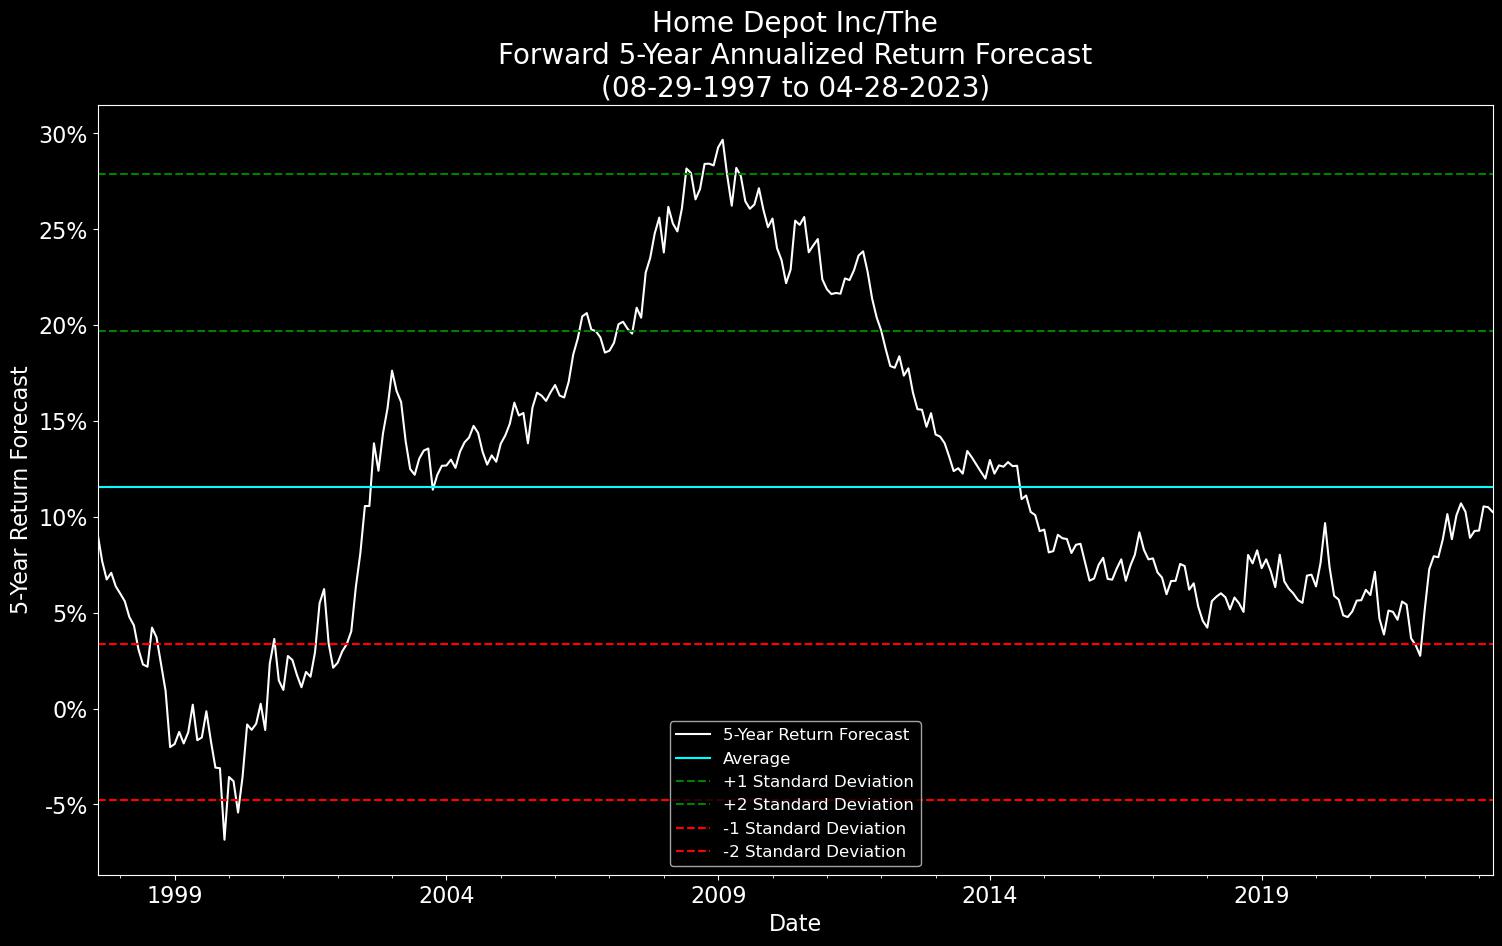 Home Depot Inc/The
Forward 5-Year Annualized Return Forecast
(08-29-1997 to 04-28-2023)
30%
25%
20%
15%
10%
5%
0%
-5%
5-Year Return Forecast
5-Year Return Forecast
Average
+1 Standard Deviation
+2 Standard Deviation
-1 Standard Deviation
-2 Standard Deviation
1999
2004
2009
2014
2019
Date